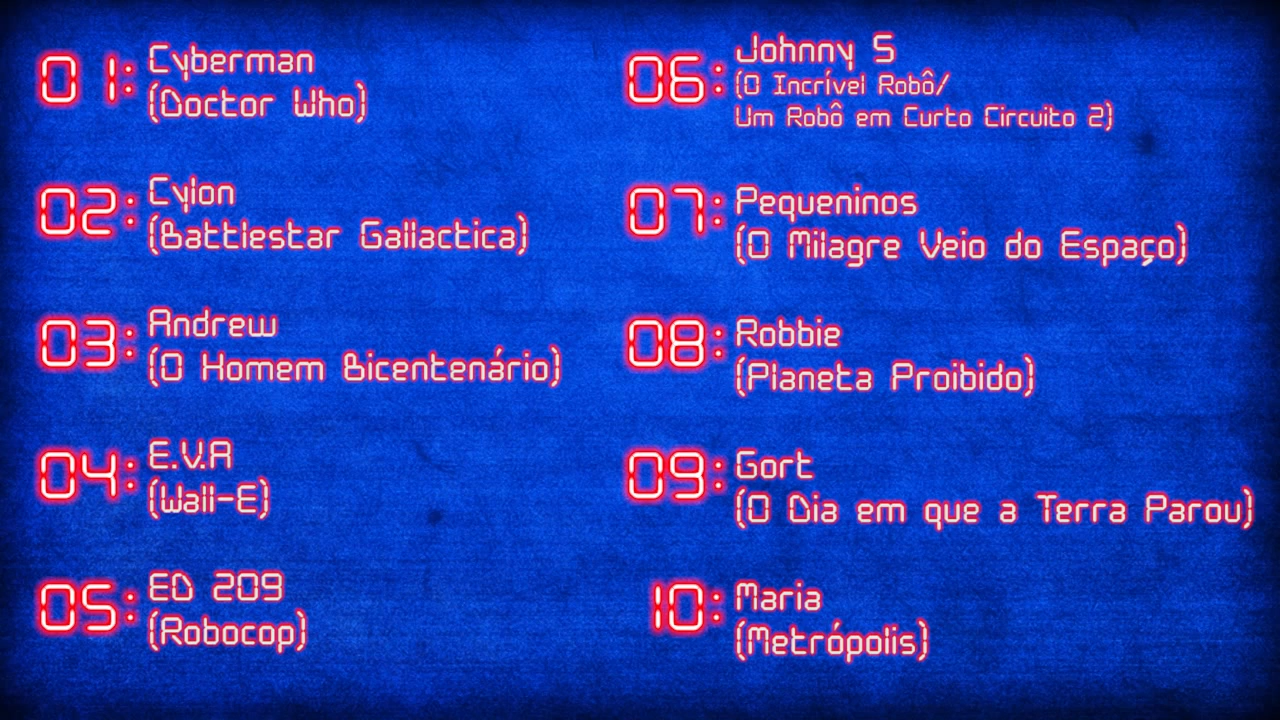 01: Cyberman
(Doctor Who)
02: Cylon
(Battlestar Gallactica)
03: Andrew
(O Homem Bicentenário)
04: E.V.A
(Wall-E)
05: ED 209
(Robocop)
06: Johnny 5
(O Incrível Robô/
Um Robô em Curto Circuito 2)
07: Pequeninos
(O Milagre Veio do Espaço)
08: Robbie
(Planeta Proibido)
09: Gort
(O Dia em que a Terra Parou)
10: Maria
(Metrópolis)